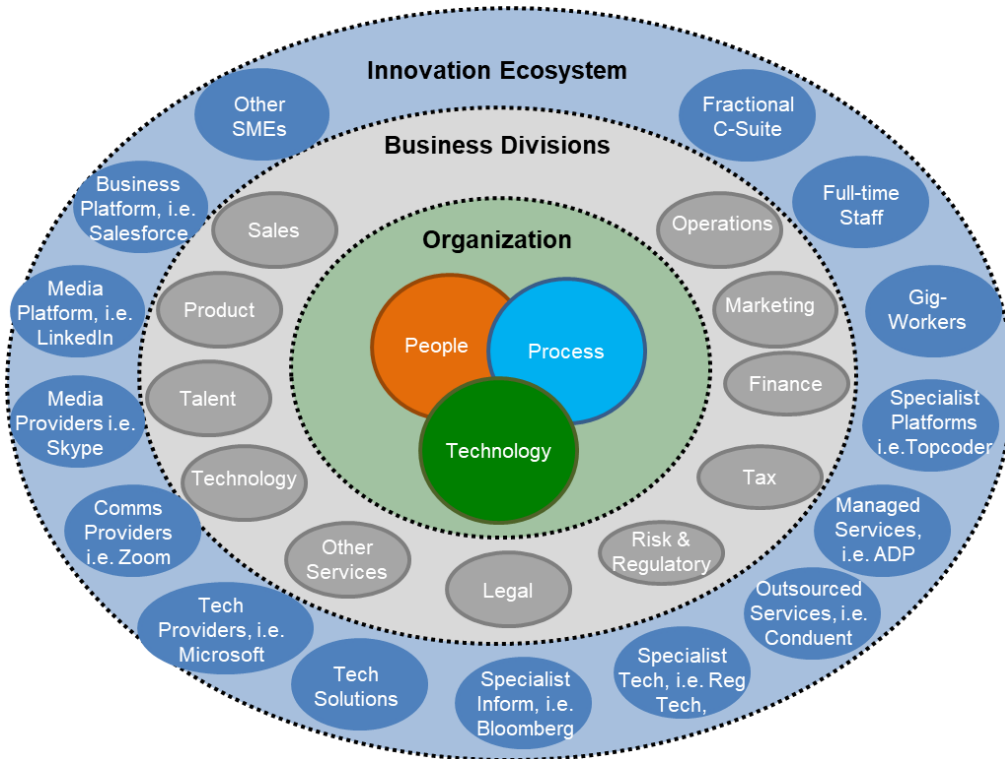 Innovation Ecosystem
Other
SMEs
Fractional
C-Suite
Business Divisions
Business
Platform, i.e.
Salesforce
Full-time
Staff
Sales
Operations
Organization
Media
Platform, i.e.
LinkedIn
Product
Marketing
Gig-
Workers
People
Process
Finance
Media
Providers i.e.
Skype
Talent
Specialist
Platforms
i.e.Topcoder
Technology
Technology
Tax
Comms
Providers
i.e. Zoom
Managed
Services,
i.e. ADP
Other
Services
Legal
Risk &
Regulatory
Outsourced
Services, i.e.
Conduent
Tech
Providers, i.e.
Microsoft
Tech
Solutions
Specialist
Inform, i.e.
Bloomberg
Specialist
Tech, i.e. Reg
Tech,